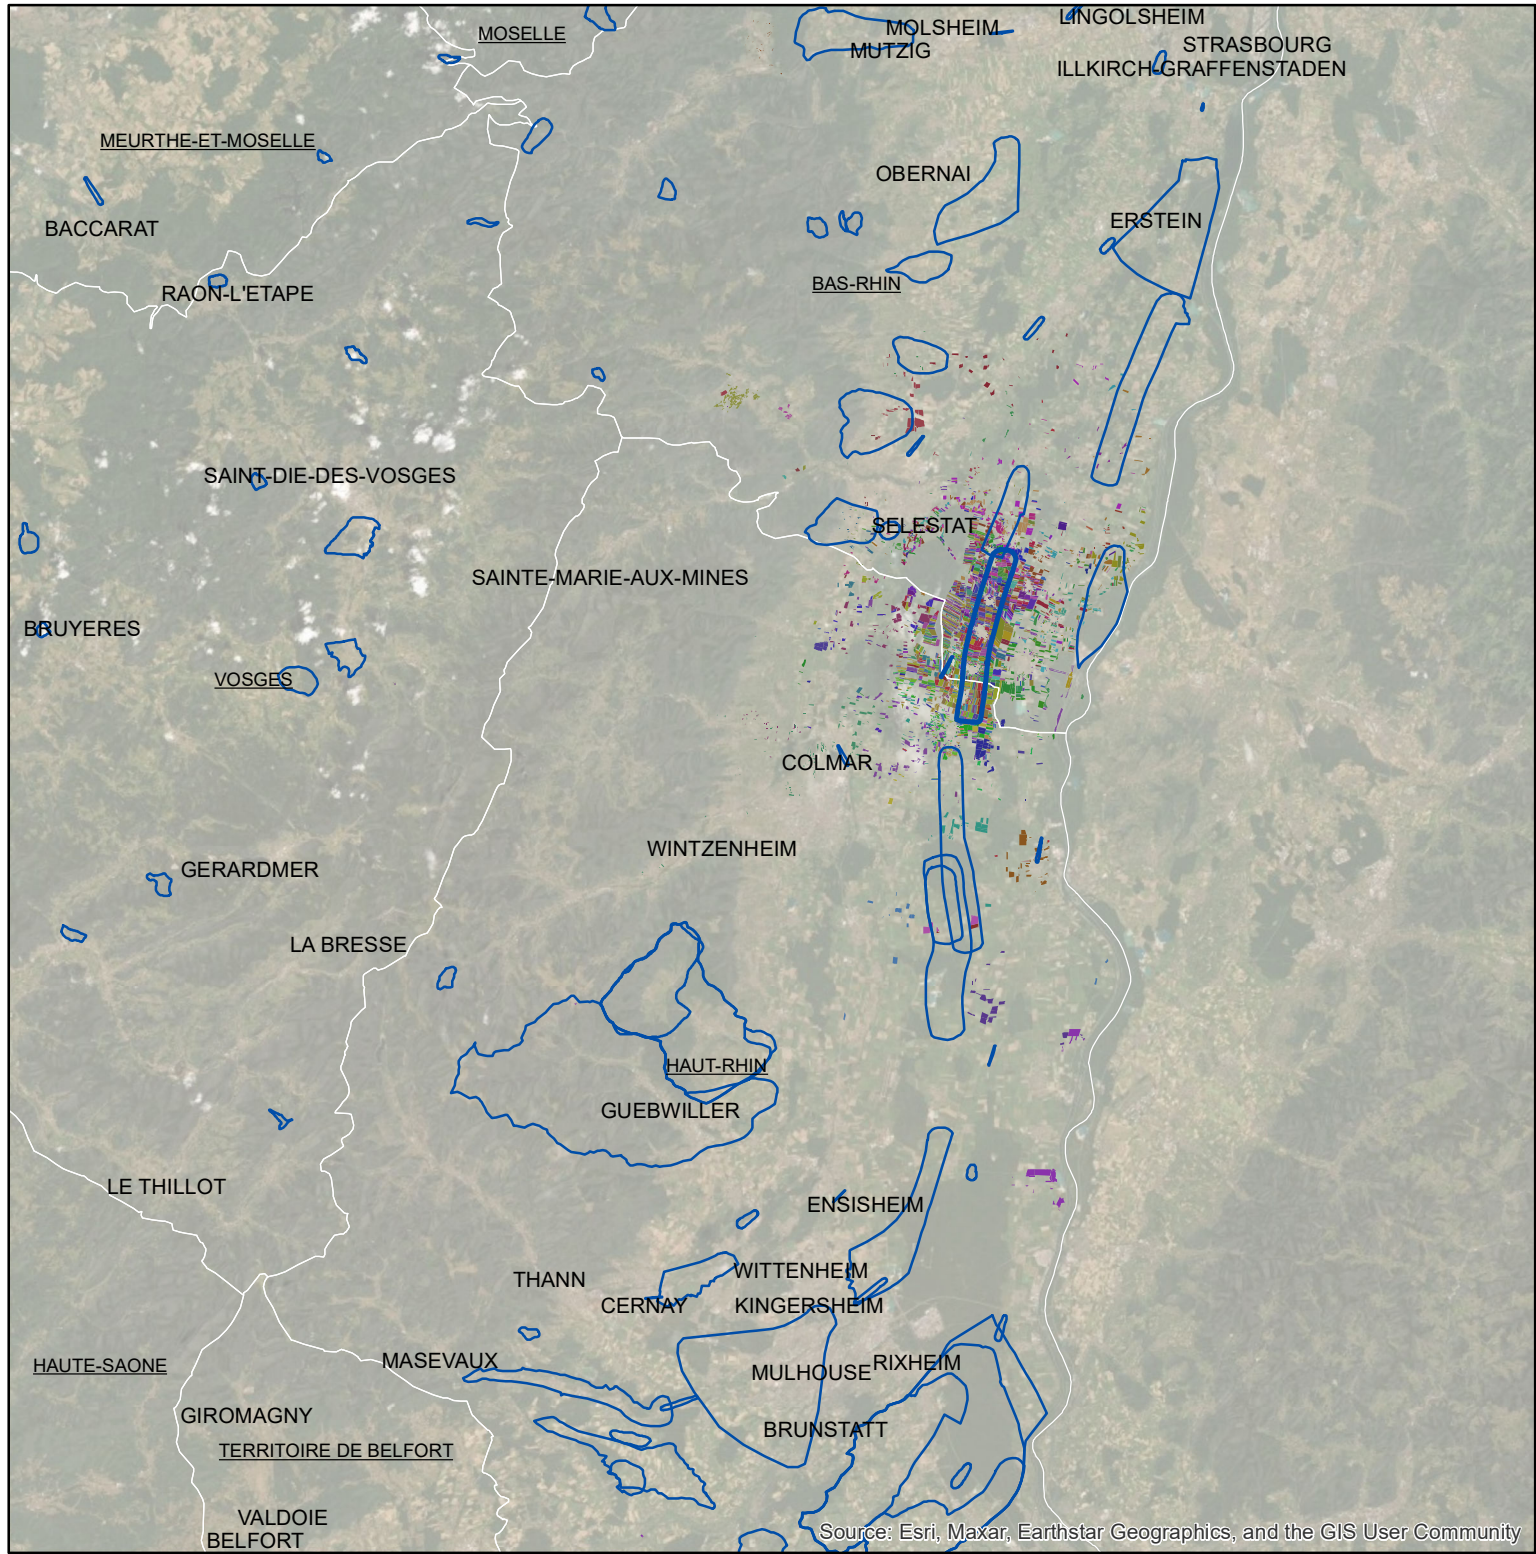 LINGOLSHEIM
MOLSHEIM
MOSELLE
STRASBOURG
MUTZIG
ILLKIRCH-GRAFFENSTADEN
MEURTHE-ET-MOSELLE
OBERNAI
ERSTEIN
BACCARAT
BAS-RHIN
RAON-L'ETAPE
SAINT-DIE-DES-VOSGES
SELESTAT
SAINTE-MARIE-AUX-MINES
BRUYERES
VOSGES
COLMAR
WINTZENHEIM
GERARDMER
LA BRESSE
HAUT-RHIN
GUEBWILLER
LE THILLOT
ENSISHEIM
WITTENHEIM
THANN
CERNAY
KINGERSHEIM
MASEVAUX
RIXHEIM
HAUTE-SAONE
MULHOUSE
GIROMAGNY
BRUNSTATT
TERRITOIRE DE BELFORT
VALDOIE
Source: Esri, Maxar, Earthstar Geographics, and the GIS User Community
BELFORT